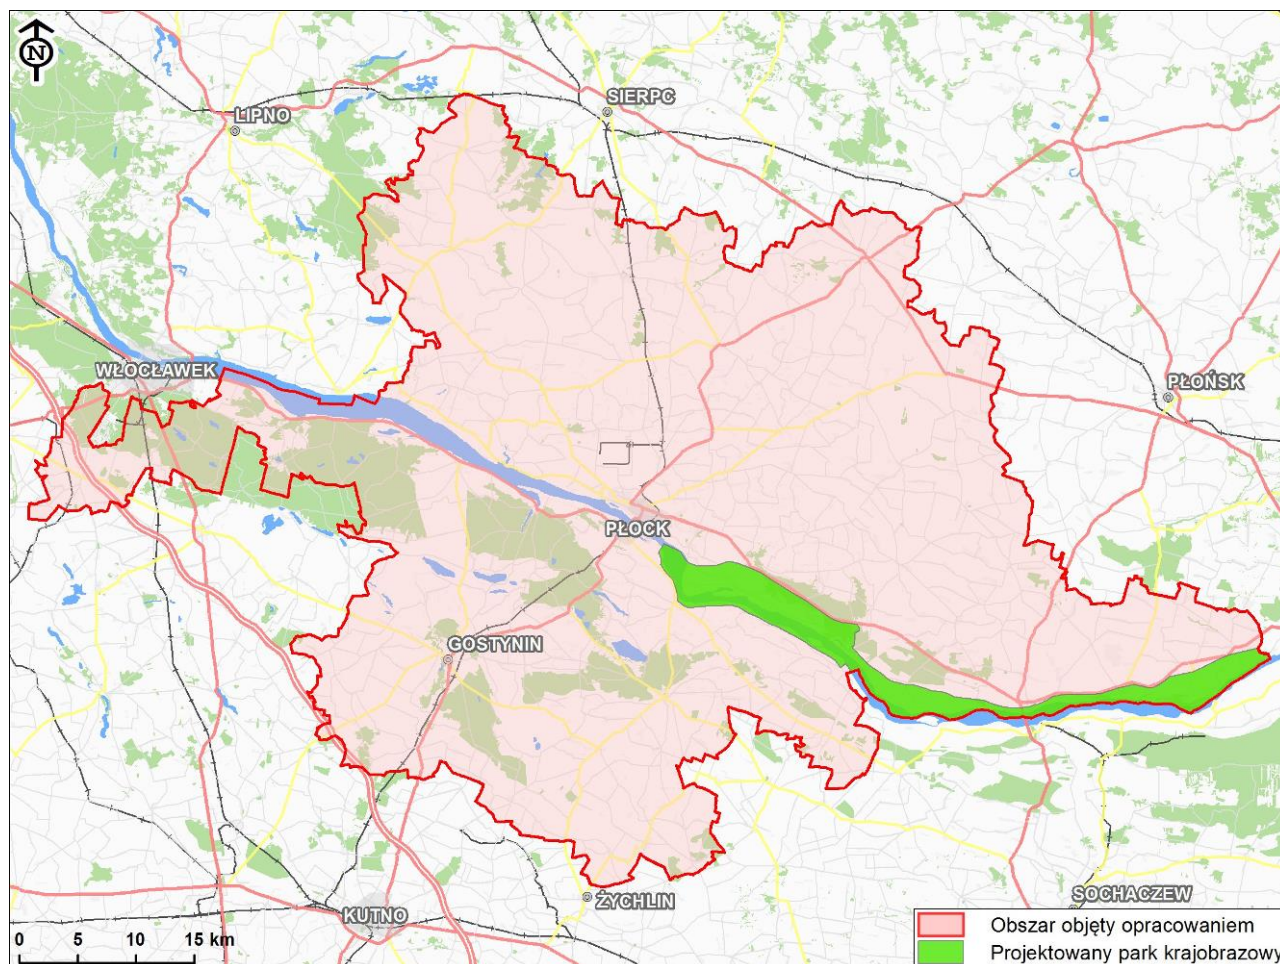 N
LIPNO
SIERPC
WŁOCŁAWEK
PŁOŃSK
PŁOCK
GOSTYNIN
SOCHACZEW
ŻYCHLIN
KUTNO
0 5 10 15 km
Obszar objęty opracowaniem
Projektowany park krajobrazowy